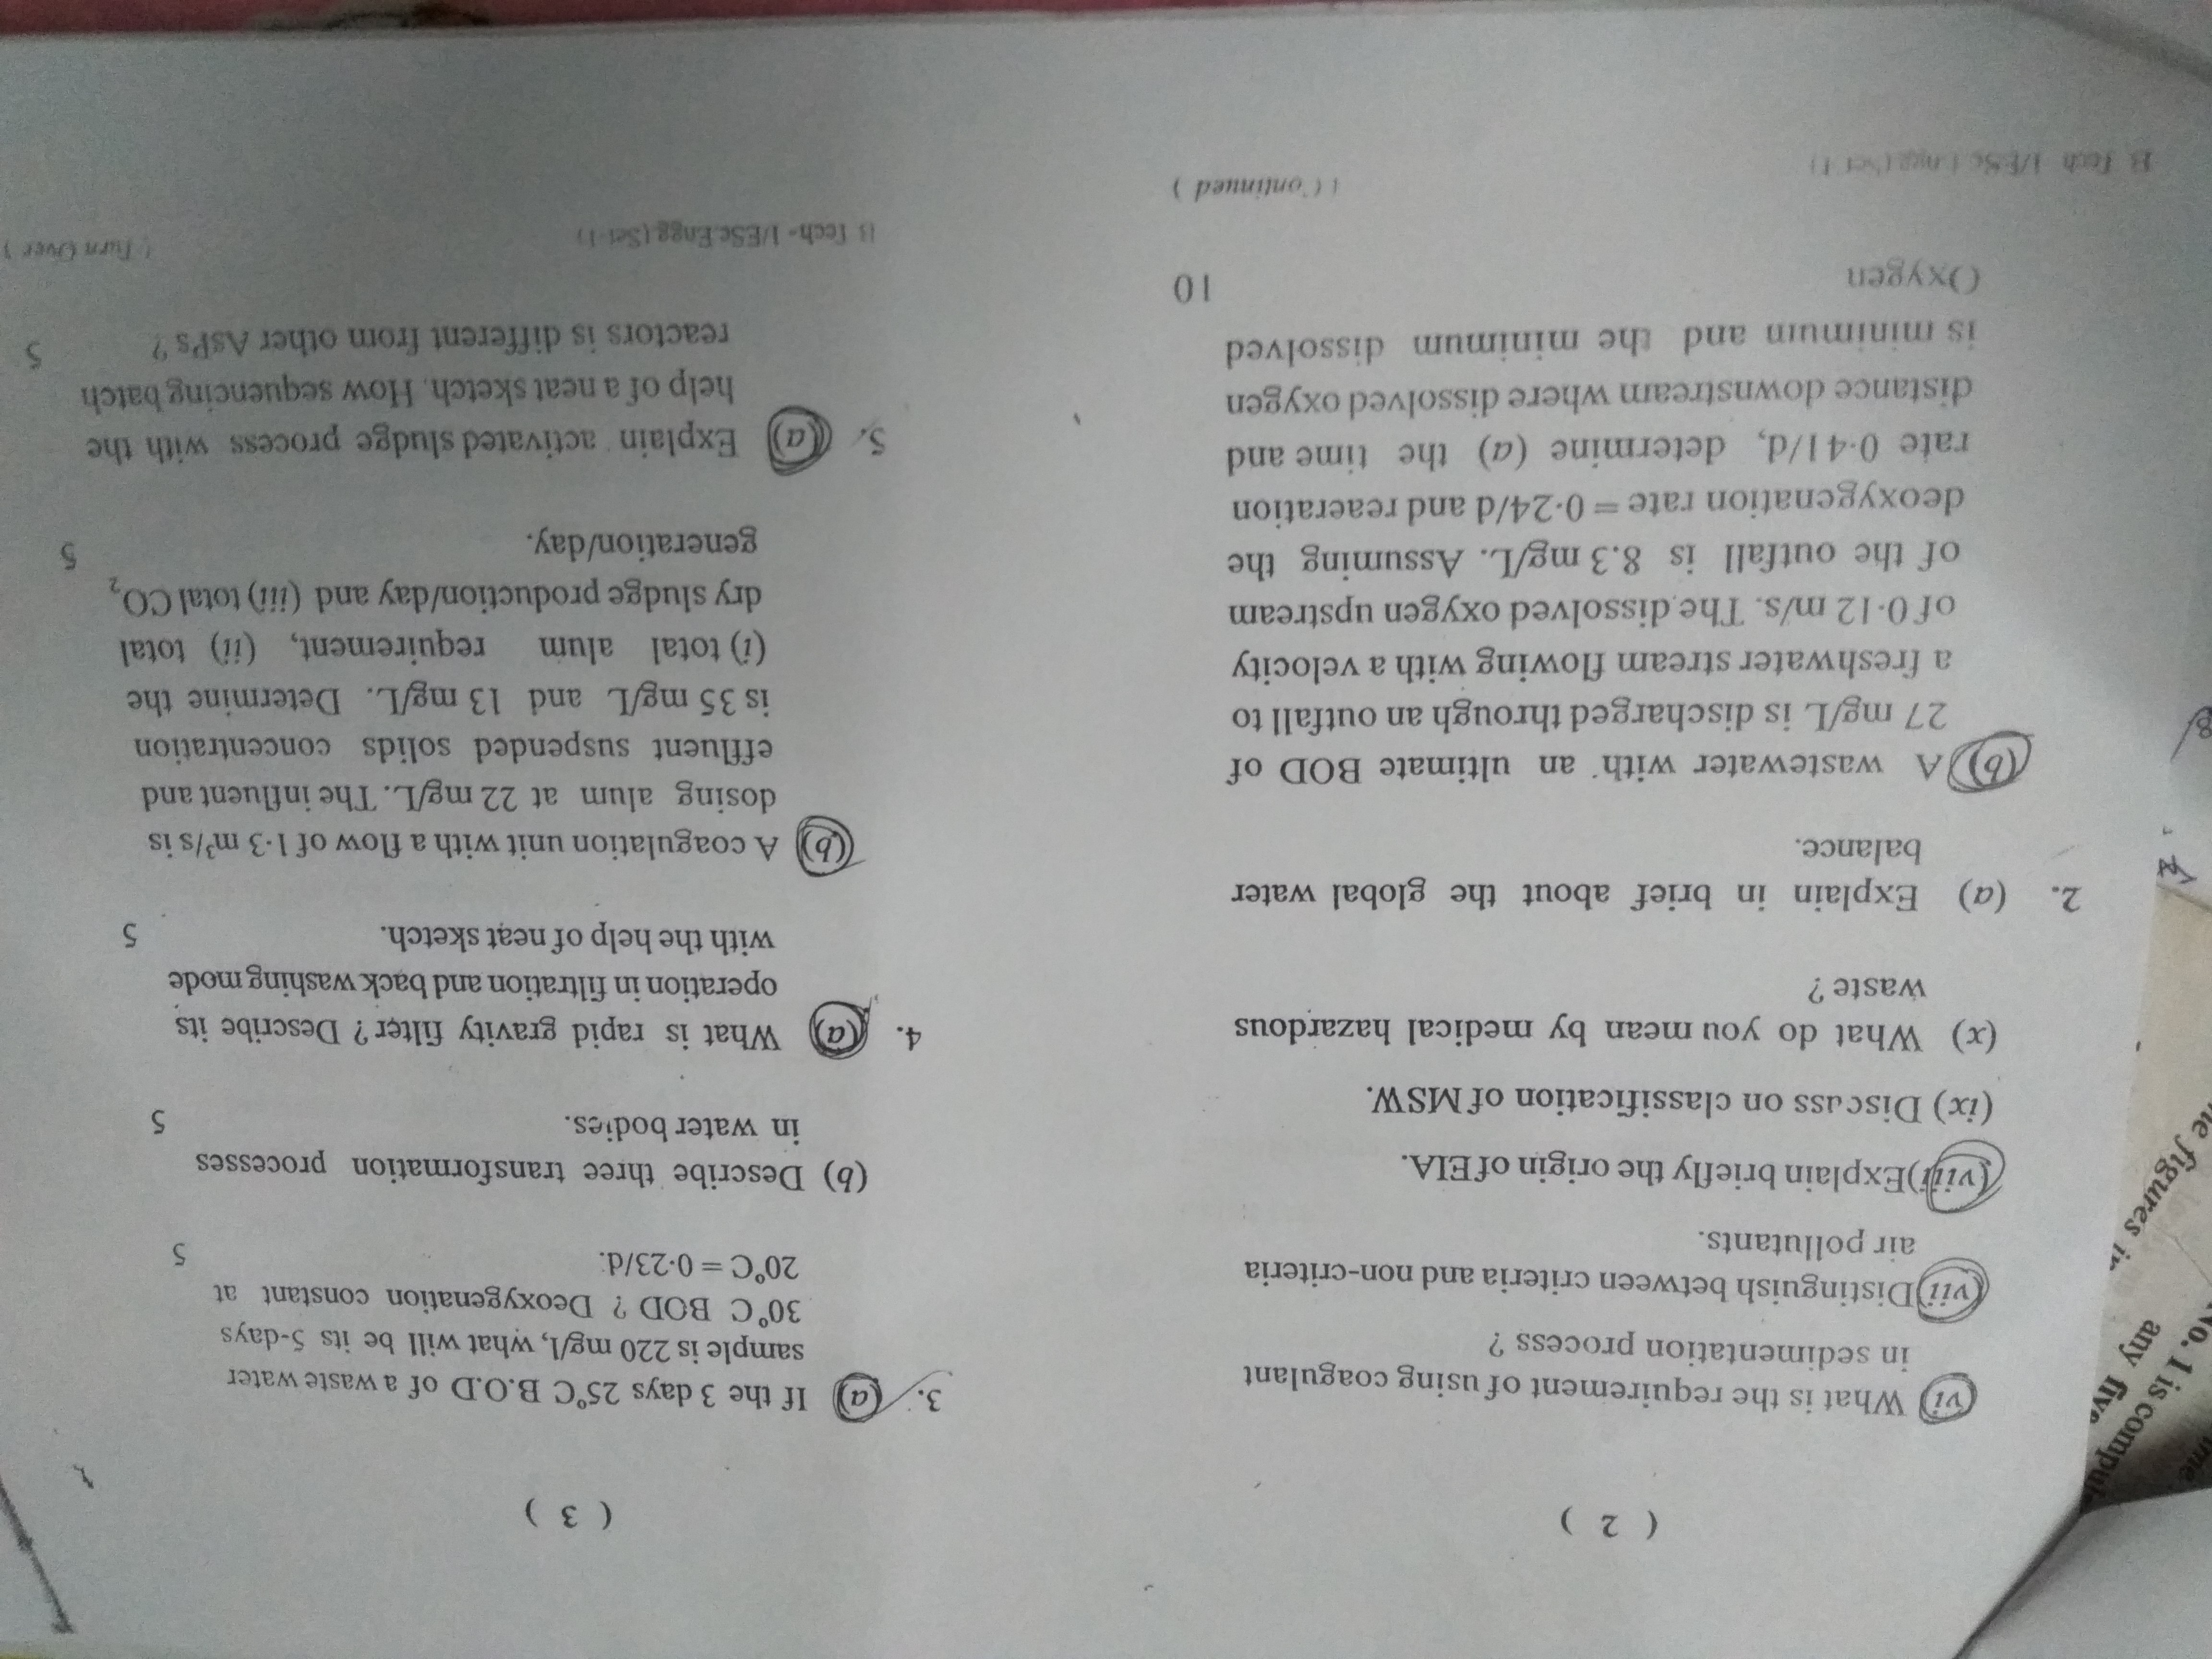 ( 2 )
(vi) What is the requirement of using coagulant
in sedimentation process ?
(vii) Distinguish between criteria and non-criteria
air pollutants.
(viii) Explain briefly the origin of EIA.
(ix) Discuss on classification of MSW.
(x) What do you mean by medical hazardous
waste ?
2. (a) Explain in brief about the global water
balance.
(b) A wastewater with an ultimate BOD of
27 mg/L is discharged through an outfall to
a freshwater stream flowing with a velocity
of 0·12 m/s. The dissolved oxygen upstream
of the outfall is 8.3 mg/L. Assuming the
deoxygenation rate = 0·24/d and reaeration
rate 0·41/d, determine (a) the time and
distance downstream where dissolved oxygen
is minimum and the minimum dissolved
Oxygen 10
B Tech 1/ESc Engg (Set 1)
( Continued )
( 3 )
3. (a) If the 3 days 25°C B.O.D of a waste water
sample is 220 mg/l, what will be its 5-days
30°C BOD ? Deoxygenation constant at
20°C = 0·23/d. 5
(b) Describe three transformation processes
in water bodies. 5
4. (a) What is rapid gravity filter ? Describe its
operation in filtration and back washing mode
with the help of neat sketch. 5
(b) A coagulation unit with a flow of 1·3 m³/s is
dosing alum at 22 mg/L. The influent and
effluent suspended solids concentration
is 35 mg/L and 13 mg/L. Determine the
(i) total alum requirement, (ii) total
dry sludge production/day and (iii) total CO₂
generation/day. 5
5. (a) Explain activated sludge process with the
help of a neat sketch. How sequencing batch
reactors is different from other AsPs ? 5
B Tech- 1/ESc.Engg (Set 1)
( Turn Over )
figures in
No. 1 is compul
any five